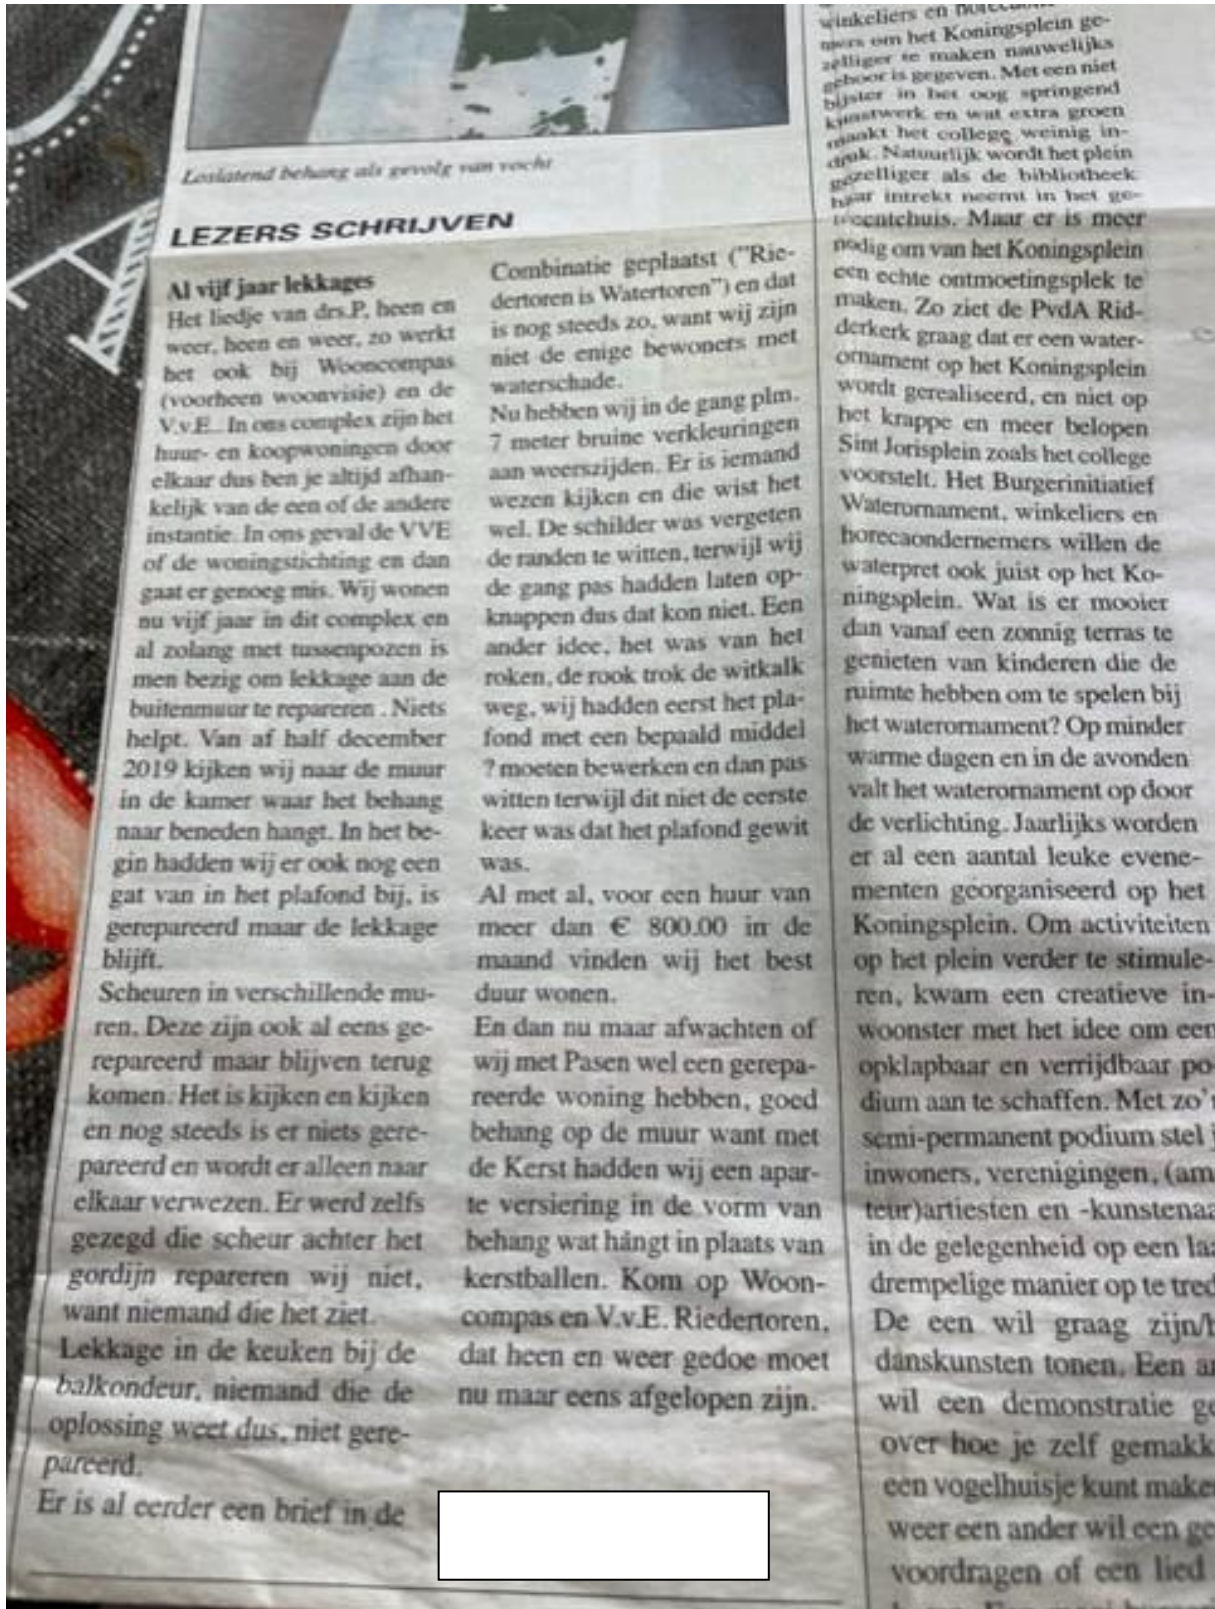 Loslatend behang als gevolg van vocht
LEZERS SCHRIJVEN
Al vijf jaar lekkages
Het liedje van drs.P, heen en
weer, heen en weer, zo werkt
het ook bij Wooncompas
(voorheen woonvisie) en de
V.v.E. In ons complex zijn het
huur- en koopwoningen door
elkaar dus ben je altijd afhan-
kelijk van de een of de andere
instantie. In ons geval de VVE
of de woningstichting en dan
gaat er genoeg mis. Wij wonen
nu vijf jaar in dit complex en
al zolang met tussenpozen is
men bezig om lekkage aan de
buitenmuur te repareren . Niets
helpt. Van af half december
2019 kijken wij naar de muur
in de kamer waar het behang
naar beneden hangt. In het be-
gin hadden wij er ook nog een
gat van in het plafond bij, is
gerepareerd maar de lekkage
blijft.
Scheuren in verschillende mu-
ren. Deze zijn ook al eens ge-
repareerd maar blijven terug
komen. Het is kijken en kijken
en nog steeds is er niets gere-
pareerd en wordt er alleen naar
elkaar verwezen. Er werd zelfs
gezegd die scheur achter het
gordijn repareren wij niet,
want niemand die het ziet.
Lekkage in de keuken bij de
balkondeur, niemand die de
oplossing weet dus, niet gere-
pareerd.
Er is al eerder een brief in de
Combinatie geplaatst ("Rie-
dertoren is Watertoren") en dat
is nog steeds zo, want wij zijn
niet de enige bewoners met
waterschade.
Nu hebben wij in de gang plm.
7 meter bruine verkleuringen
aan weerszijden. Er is iemand
wezen kijken en die wist het
wel. De schilder was vergeten
de randen te witten, terwijl wij
de gang pas hadden laten op-
knappen dus dat kon niet. Een
ander idee, het was van het
roken, de rook trok de witkalk
weg, wij hadden eerst het pla-
fond met een bepaald middel
? moeten bewerken en dan pas
witten terwijl dit niet de eerste
keer was dat het plafond gewit
was.
Al met al, voor een huur van
meer dan € 800.00 in de
maand vinden wij het best
duur wonen.
En dan nu maar afwachten of
wij met Pasen wel een gerepa-
reerde woning hebben, goed
behang op de muur want met
de Kerst hadden wij een apar-
te versiering in de vorm van
behang wat hángt in plaats van
kerstballen. Kom op Woon-
compas en V.v.E. Riedertoren,
dat heen en weer gedoe moet
nu maar eens afgelopen zijn.
winkeliers en
om het Koningsplein ge-
zelliger te maken nauwelijks
gehoor is gegeven. Met een niet
bijster in het oog springend
kunstwerk en wat extra groen
maakt het college weinig in-
druk. Natuurlijk wordt het plein
gezelliger als de bibliotheek
haar intrekt neemt in het ge-
meentehuis. Maar er is meer
nodig om van het Koningsplein
een echte ontmoetingsplek te
maken. Zo ziet de PvdA Rid-
derkerk graag dat er een water-
ornament op het Koningsplein
wordt gerealiseerd, en niet op
het krappe en meer belopen
Sint Jorisplein zoals het college
voorstelt. Het Burgerinitiatief
Waterornament, winkeliers en
horecaondernemers willen de
waterpret ook juist op het Ko-
ningsplein. Wat is er mooier
dan vanaf een zonnig terras te
genieten van kinderen die de
ruimte hebben om te spelen bij
het waterornament? Op minder
warme dagen en in de avonden
valt het waterornament op door
de verlichting. Jaarlijks worden
er al een aantal leuke evene-
menten georganiseerd op het
Koningsplein. Om activiteiten
op het plein verder te stimule-
ren, kwam een creatieve in-
woonster met het idee om een
opklapbaar en verrijdbaar po-
dium aan te schaffen. Met zo'n
semi-permanent podium stel j
inwoners, verenigingen, (am
teur)artiesten en -kunstenaa
in de gelegenheid op een laa
drempelige manier op te tred
De een wil graag zijn/h
danskunsten tonen. Een an
wil een demonstratie ge
over hoe je zelf gemakk
een vogelhuisje kunt maken
weer een ander wil een ge
voordragen of een lied